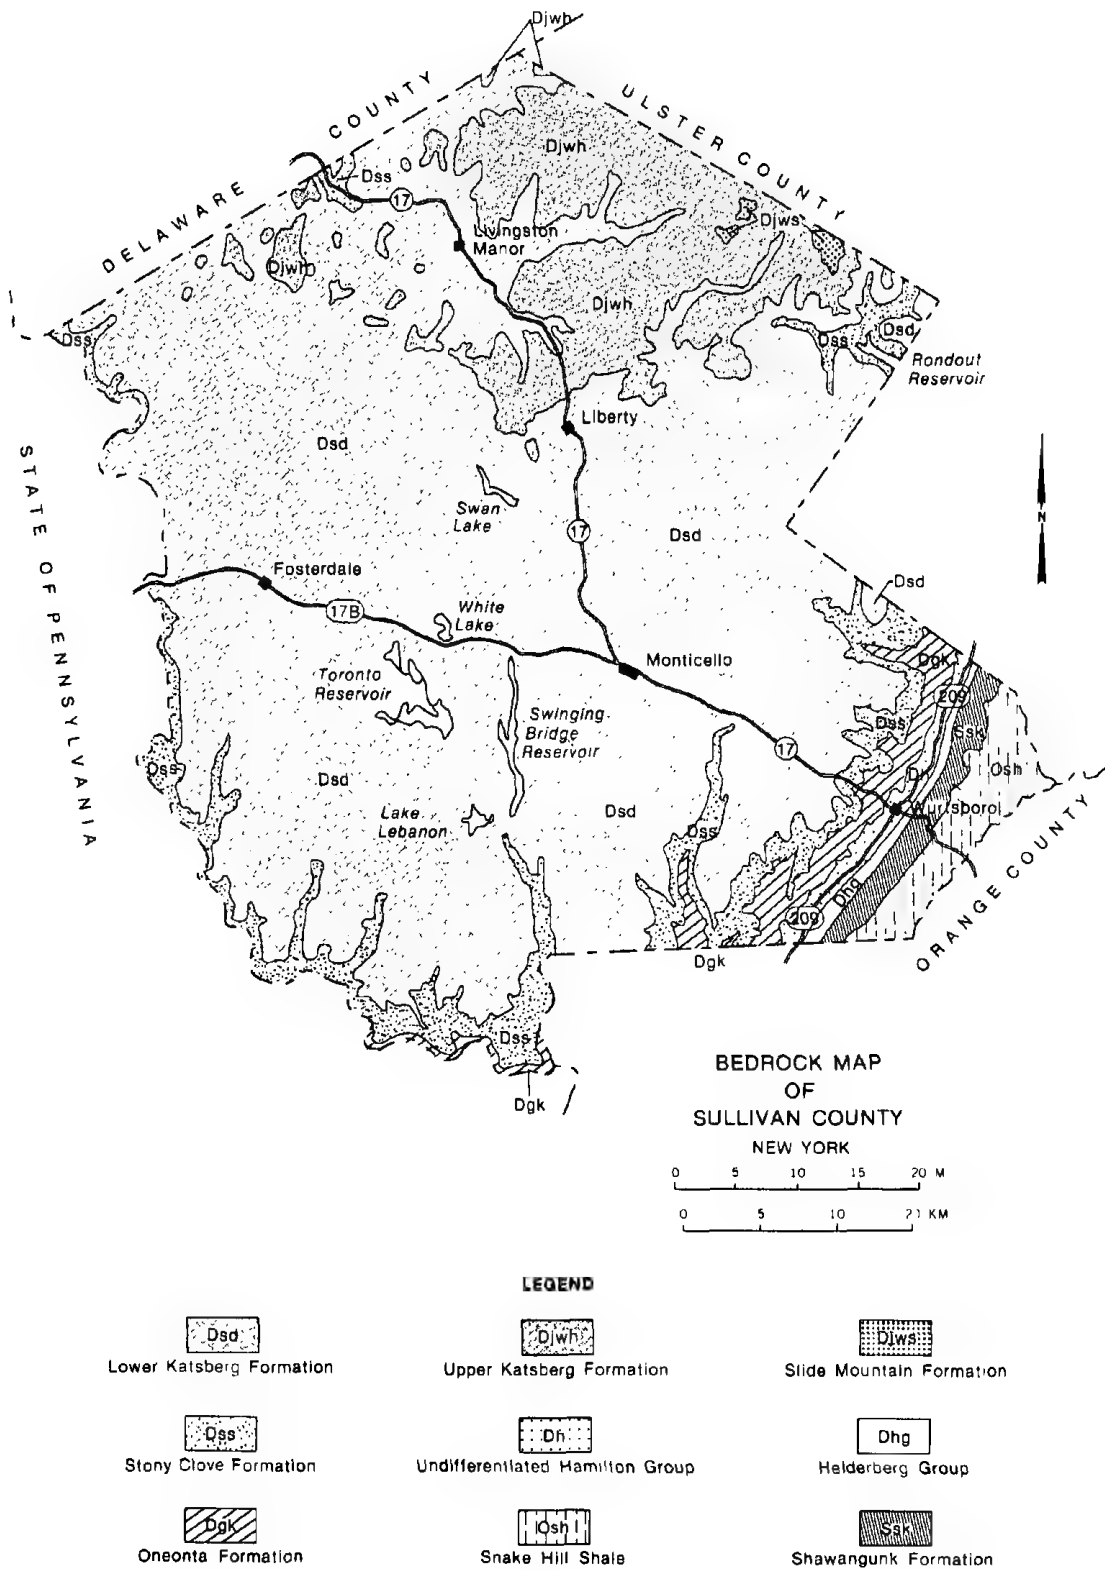 Djwh
DELAWARE COUNTY
ULSTER COUNTY
Djwh
Dss
17
Livingston
Manor
Djws
Djwh
Djwh
Dss
Dss
Dsd
Rondout
Reservoir
Liberty
Dsd
STATE OF PENNSYLVANIA
Swan
Lake
17
Dsd
N
Fosterdale
17B
White
Lake
Dsd
Monticello
Dgk
Toronto
Reservoir
209
Swinging
Bridge
Reservoir
Dss
Ssk
17
Osh
Dss
Dsd
Dh
Wurtsboro
Lake
Lebanon
Dsd
Dss
Dhg
209
ORANGE COUNTY
Dgk
Dss
Dgk
BEDROCK MAP
OF
SULLIVAN COUNTY
NEW YORK
0 5 10 15 20 M
0 5 10 20 KM
LEGEND
Dsd
Lower Katsberg Formation
Djwh
Upper Katsberg Formation
Djws
Slide Mountain Formation
Dss
Stony Clove Formation
Dh
Undifferentiated Hamilton Group
Dhg
Helderberg Group
Dgk
Oneonta Formation
Osh
Snake Hill Shale
Ssk
Shawangunk Formation